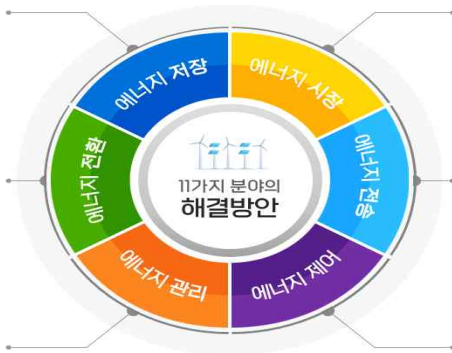 에너지 저장
에너지 시장
에너지 전환
에너지 전송
에너지 관리
에너지 제어
11가지 분야의
해결방안